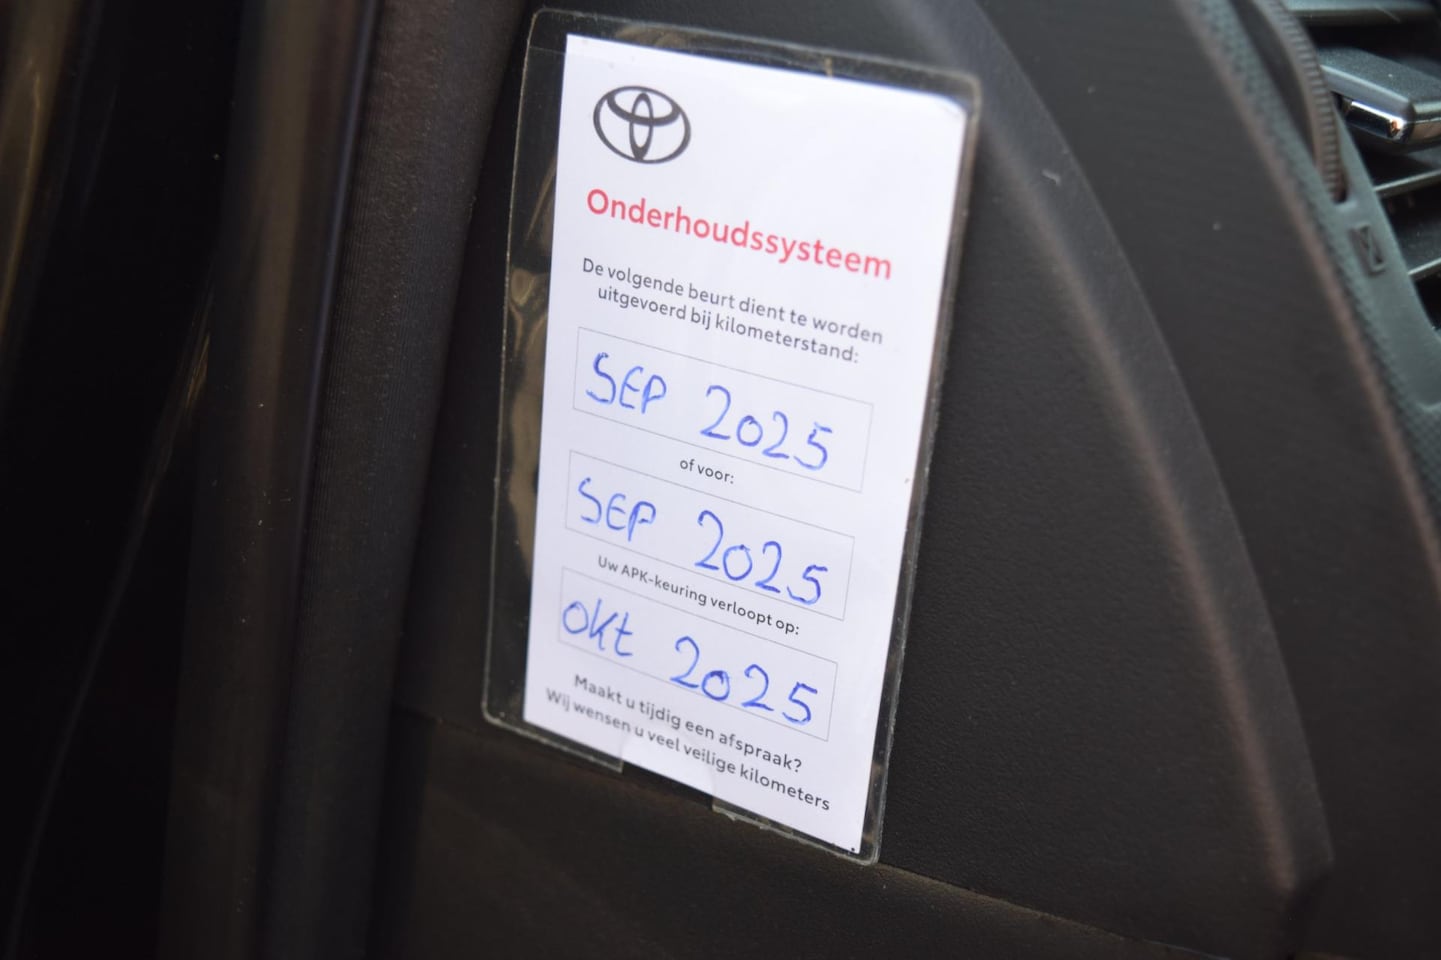 Onderhoudssysteem
De volgende beurt dient te worden
uitgevoerd bij kilometerstand:
SEP 2025
of voor:
SEP 2025
Uw APK-keuring verloopt op:
OKt 2025
Maakt u tijdig een afspraak?
Wij wensen u veel veilige kilometers